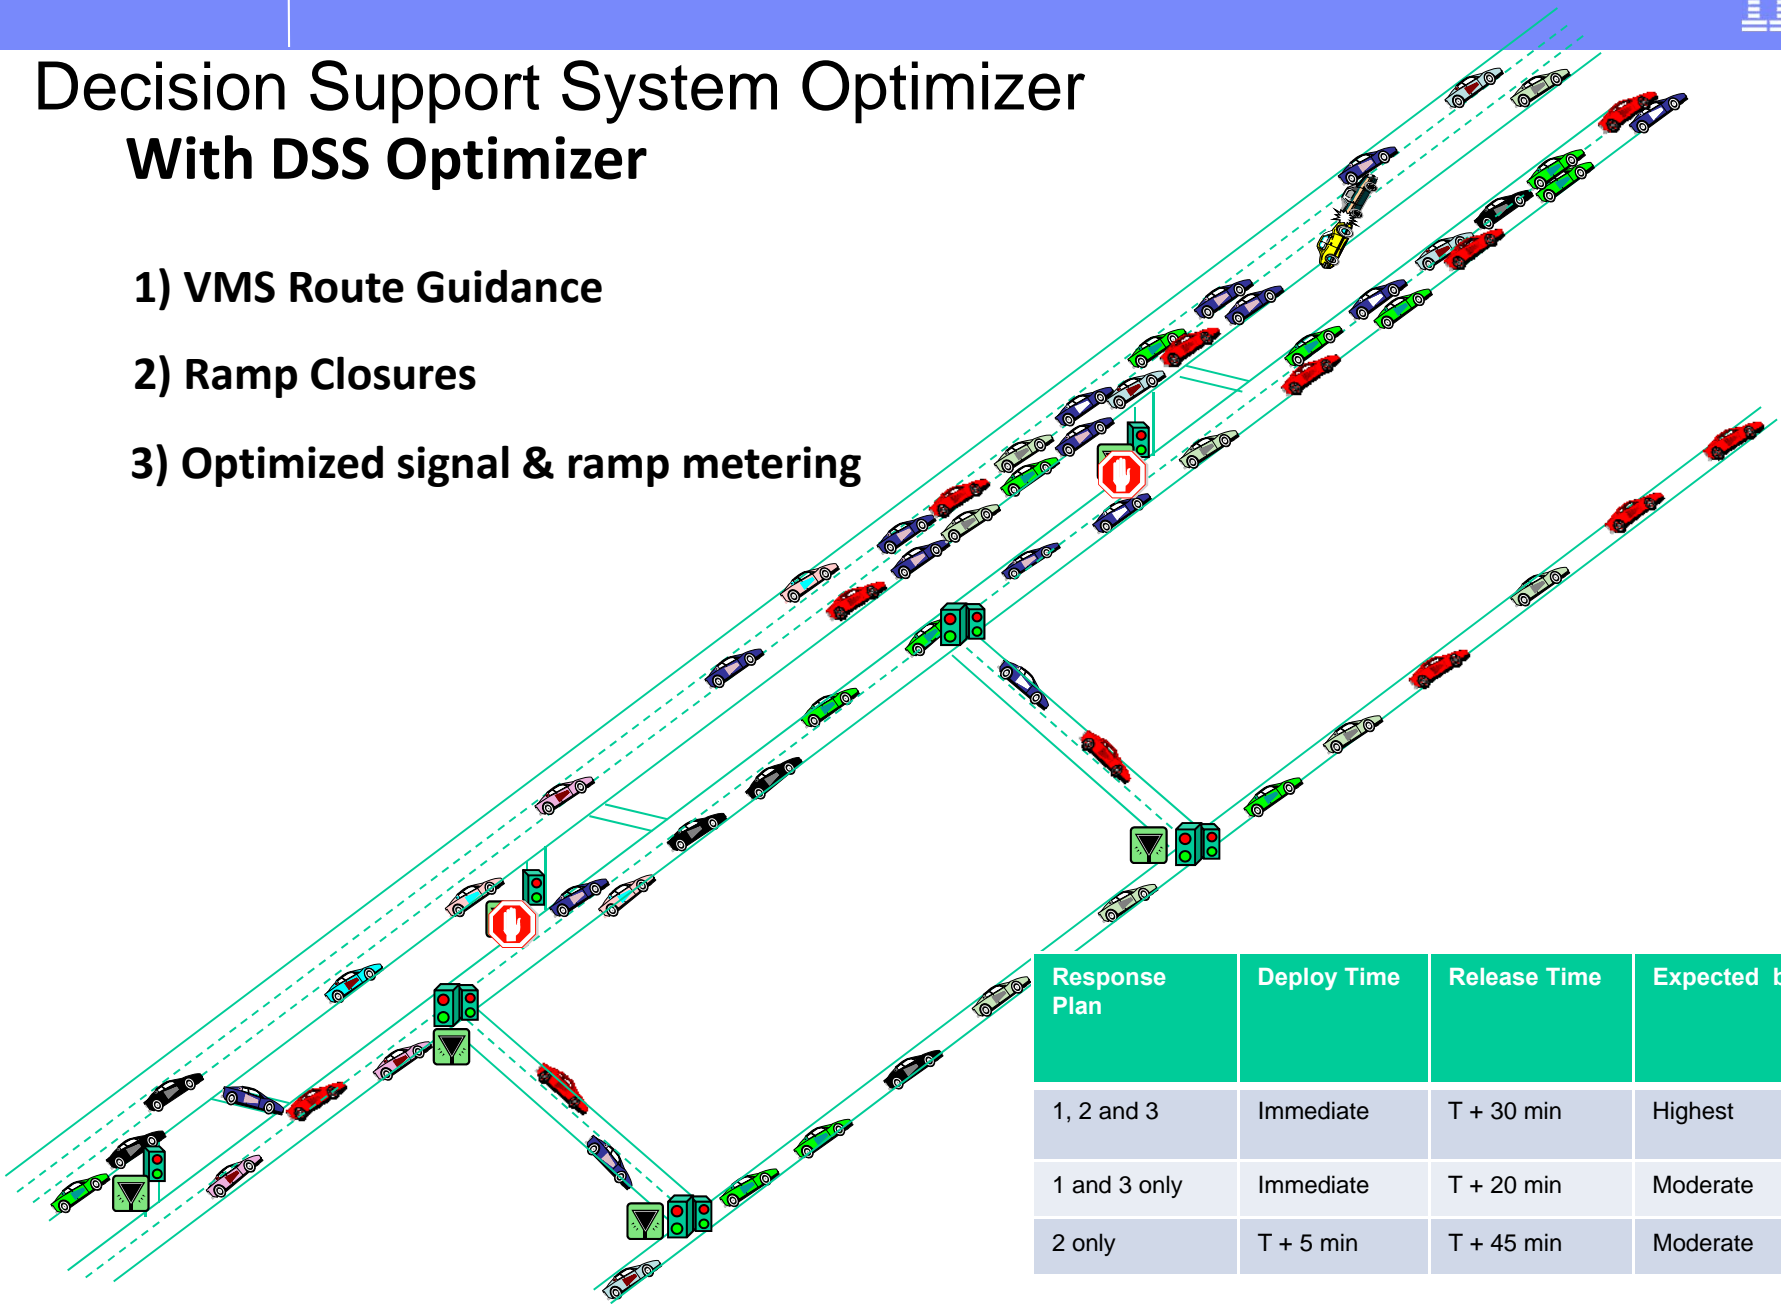 Decision Support System Optimizer
With DSS Optimizer
1) VMS Route Guidance
2) Ramp Closures
3) Optimized signal & ramp metering
Response Deploy Time Release Time Expected
Plan
1, 2 and 3 Immediate T + 30 min Highest
1 and 3 only Immediate T + 20 min Moderate
2 only T + 5 min T + 45 min Moderate